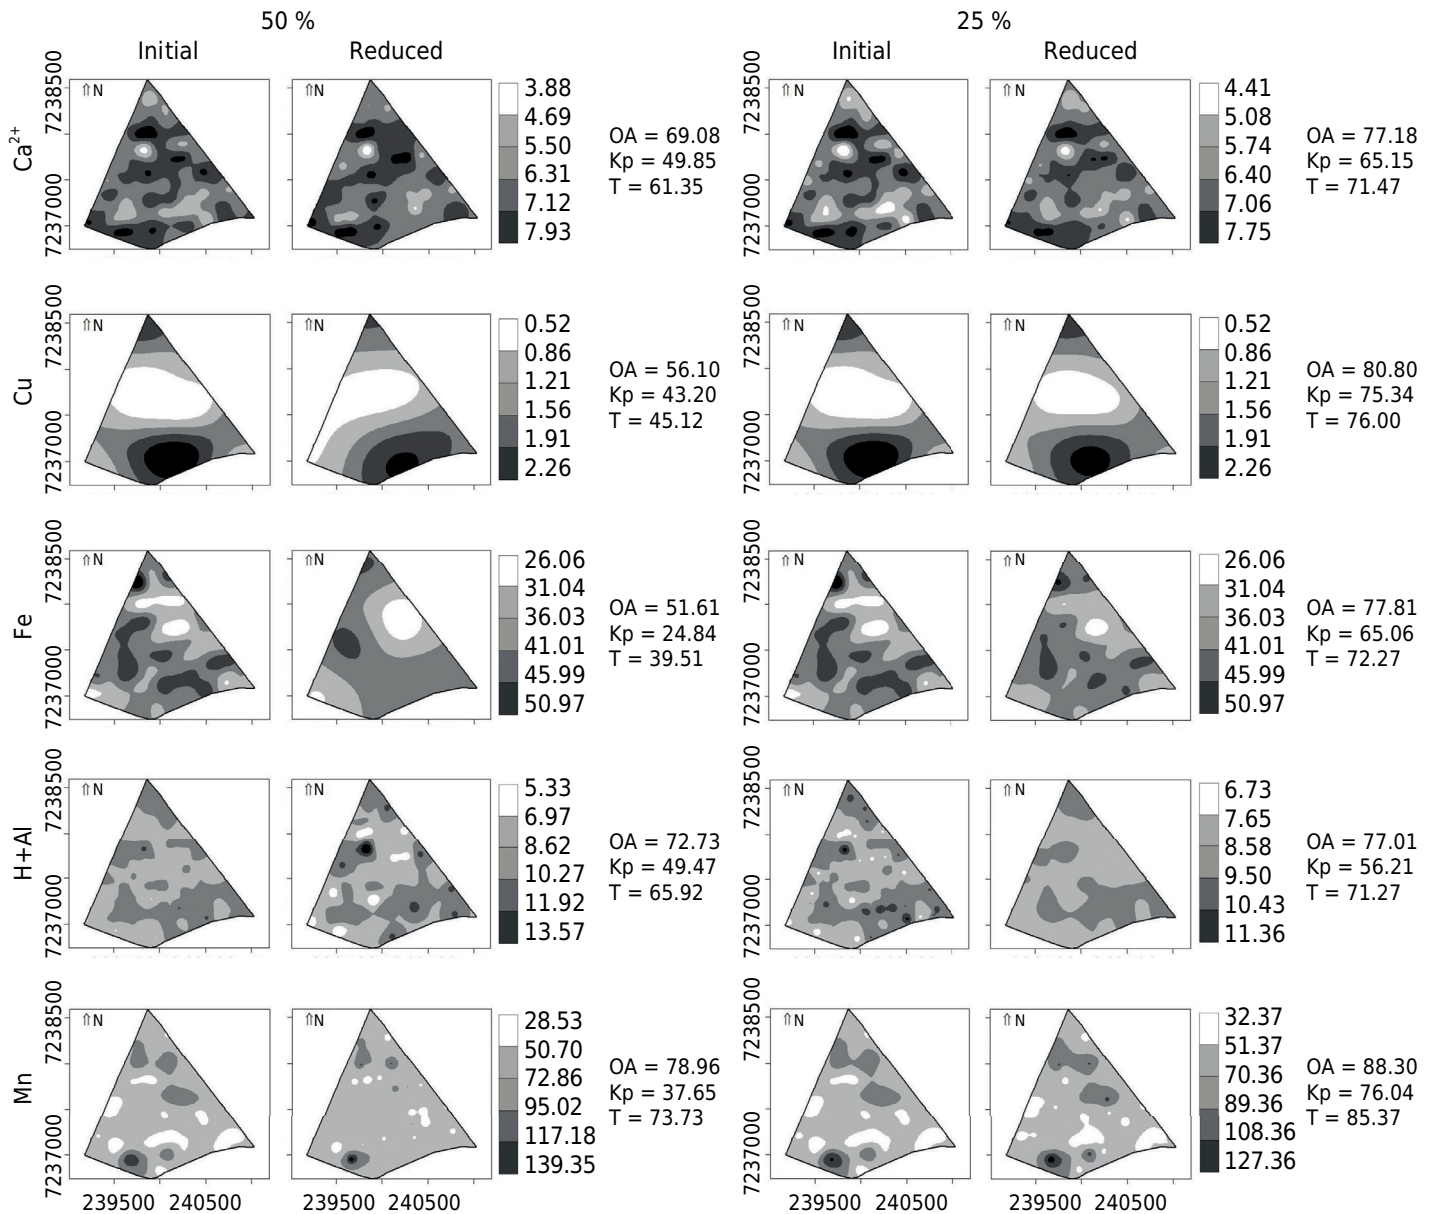 50 %
25 %
Initial
Reduced
Initial
Reduced
Ca²⁺
7238500
7237000
⇑N
⇑N
3.88
4.69
5.50
6.31
7.12
7.93
OA = 69.08
Kp = 49.85
T = 61.35
⇑N
⇑N
4.41
5.08
5.74
6.40
7.06
7.75
OA = 77.18
Kp = 65.15
T = 71.47
Cu
7238500
7237000
⇑N
⇑N
0.52
0.86
1.21
1.56
1.91
2.26
OA = 56.10
Kp = 43.20
T = 45.12
⇑N
⇑N
0.52
0.86
1.21
1.56
1.91
2.26
OA = 80.80
Kp = 75.34
T = 76.00
Fe
7238500
7237000
⇑N
⇑N
26.06
31.04
36.03
41.01
45.99
50.97
OA = 51.61
Kp = 24.84
T = 39.51
⇑N
⇑N
26.06
31.04
36.03
41.01
45.99
50.97
OA = 77.81
Kp = 65.06
T = 72.27
H+Al
7238500
7237000
⇑N
⇑N
5.33
6.97
8.62
10.27
11.92
13.57
OA = 72.73
Kp = 49.47
T = 65.92
⇑N
⇑N
6.73
7.65
8.58
9.50
10.43
11.36
OA = 77.01
Kp = 56.21
T = 71.27
Mn
7238500
7237000
⇑N
⇑N
28.53
50.70
72.86
95.02
117.18
139.35
OA = 78.96
Kp = 37.65
T = 73.73
⇑N
⇑N
32.37
51.37
70.36
89.36
108.36
127.36
OA = 88.30
Kp = 76.04
T = 85.37
239500 240500
239500 240500
239500 240500
239500 240500